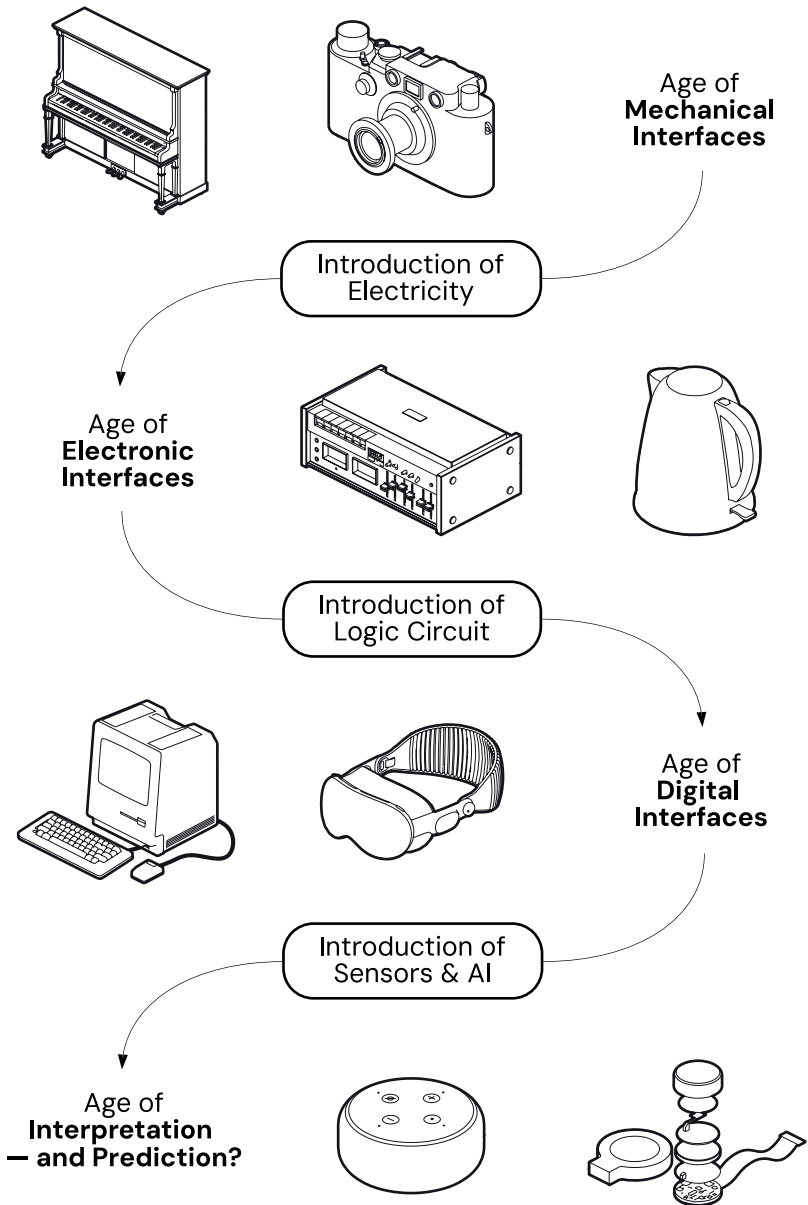 Age of
Mechanical
Interfaces
Introduction of
Electricity
Age of
Electronic
Interfaces
Introduction of
Logic Circuit
Age of
Digital
Interfaces
Introduction of
Sensors & AI
Age of
Interpretation
— and Prediction?